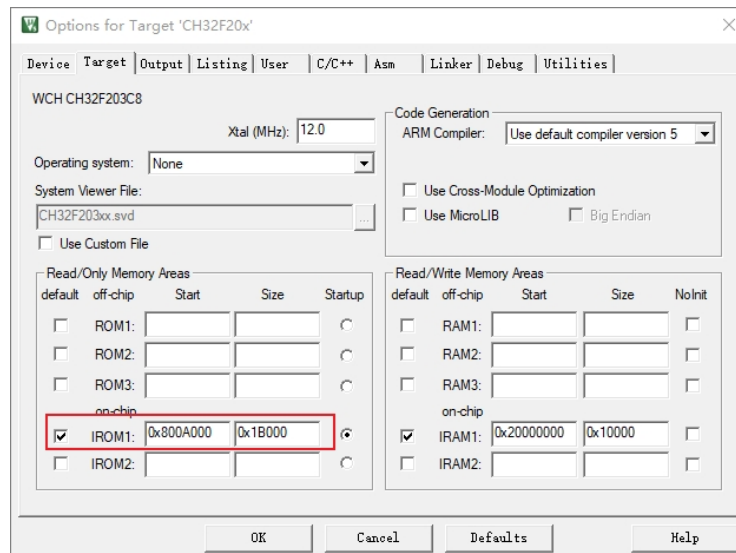 Options for Target 'CH32F20x'
Device Target Output Listing User C/C++ Asm Linker Debug Utilities
WCH CH32F203C8
Xtal (MHz): 12.0
Operating system: None
System Viewer File:
CH32F203xx.svd ...
Use Custom File
Code Generation
ARM Compiler: Use default compiler version 5
Use Cross-Module Optimization
Use MicroLIB Big Endian
Read/Only Memory Areas
default off-chip Start Size Startup
ROM1:
ROM2:
ROM3:
on-chip
IROM1: 0x800A000 0x1B000
IROM2:
Read/Write Memory Areas
default off-chip Start Size NoInit
RAM1:
RAM2:
RAM3:
on-chip
IRAM1: 0x20000000 0x10000
IRAM2:
OK Cancel Defaults Help